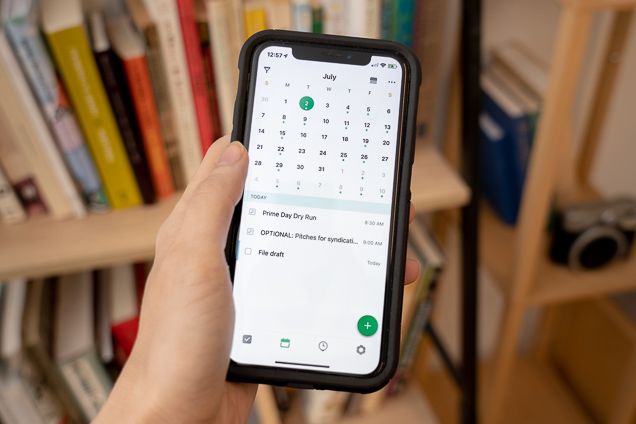 12:57
July
S M T W T F S
30 1 2 3 4 5 6
7 8 9 10 11 12 13
14 15 16 17 18 19 20
21 22 23 24 25 26 27
28 29 30 31 1 2 3
4 5 6 7 8 9 10
TODAY
Prime Day Dry Run 8:30 AM
OPTIONAL: Pitches for syndicati... 9:00 AM
File draft Today